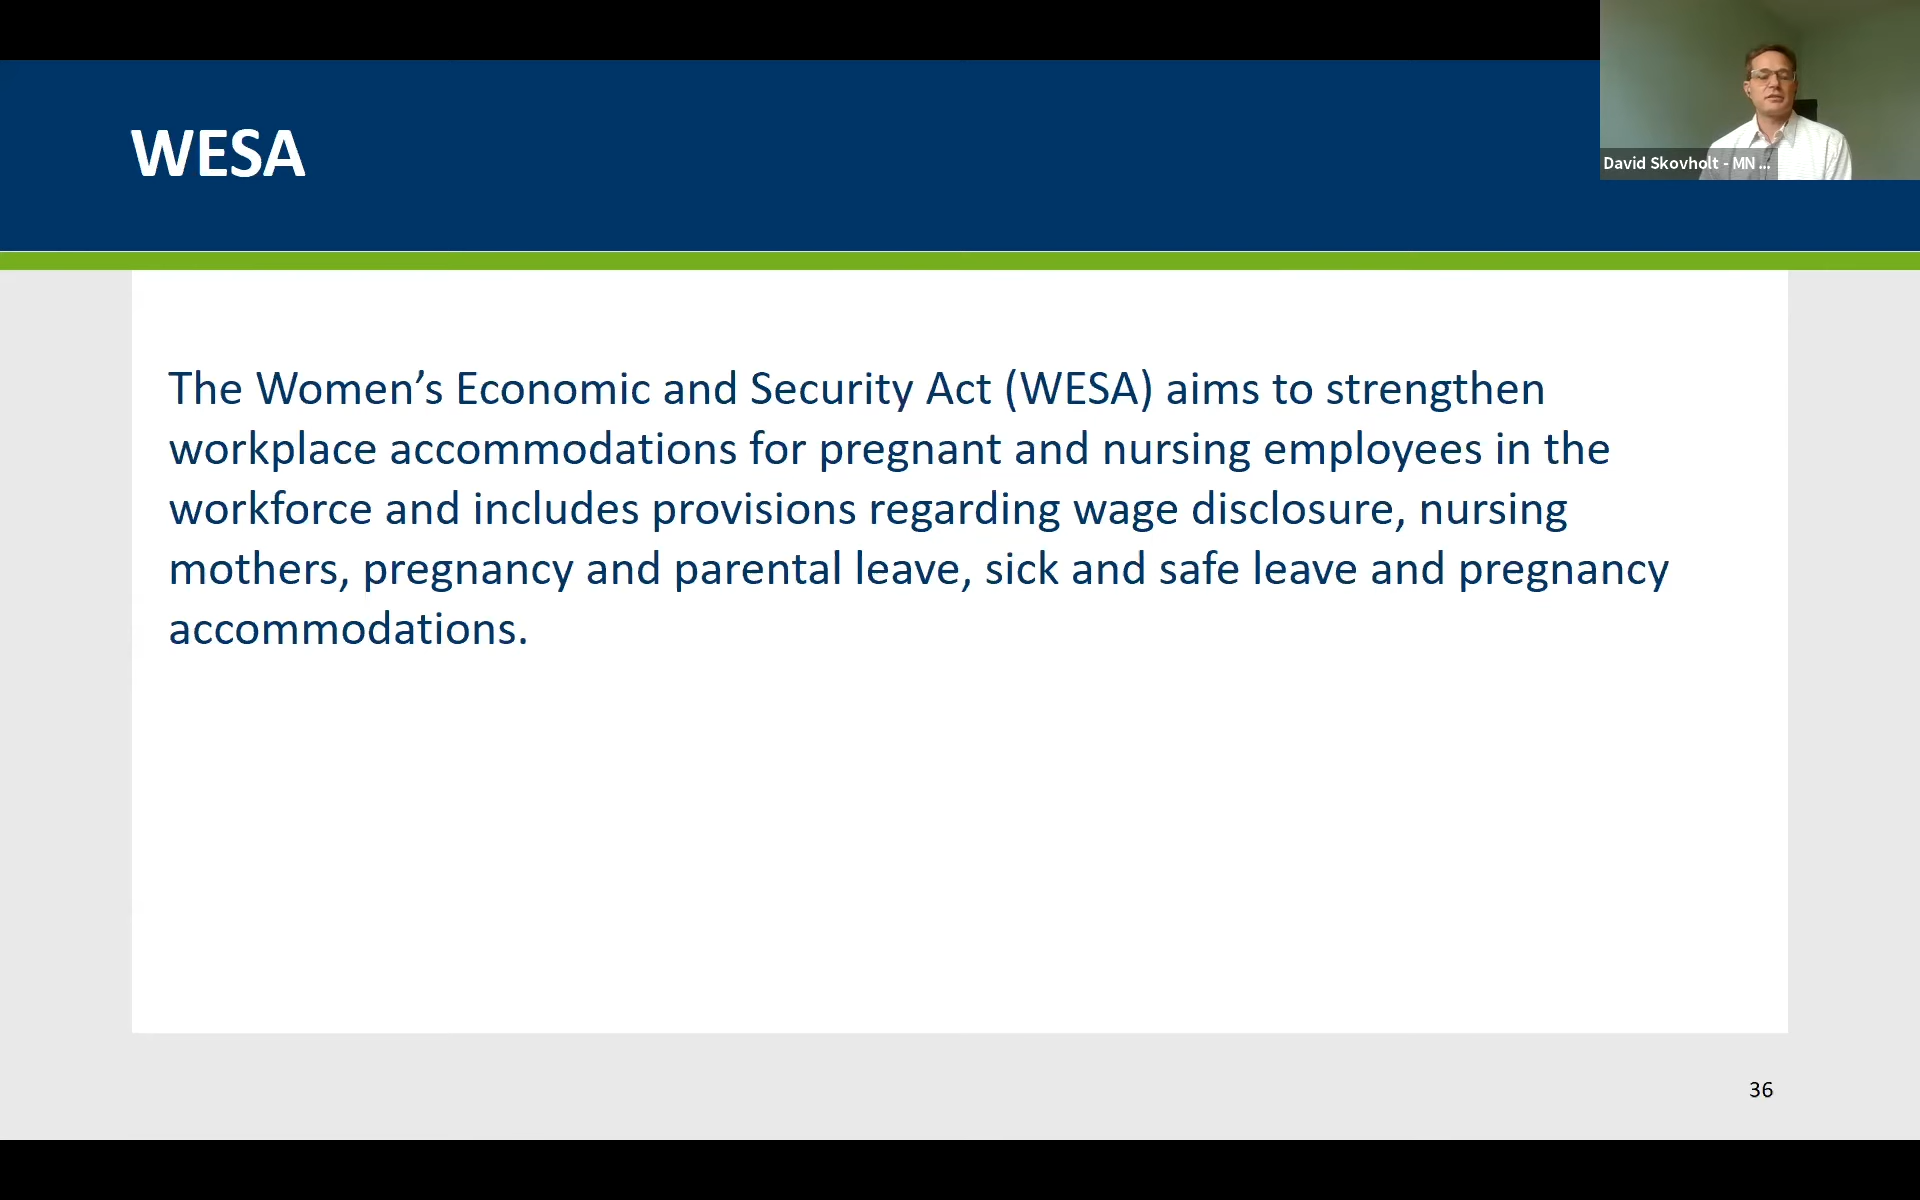 WESA
David Skovholt - MN ...
The Women’s Economic and Security Act (WESA) aims to strengthen
workplace accommodations for pregnant and nursing employees in the
workforce and includes provisions regarding wage disclosure, nursing
mothers, pregnancy and parental leave, sick and safe leave and pregnancy
accommodations.
36